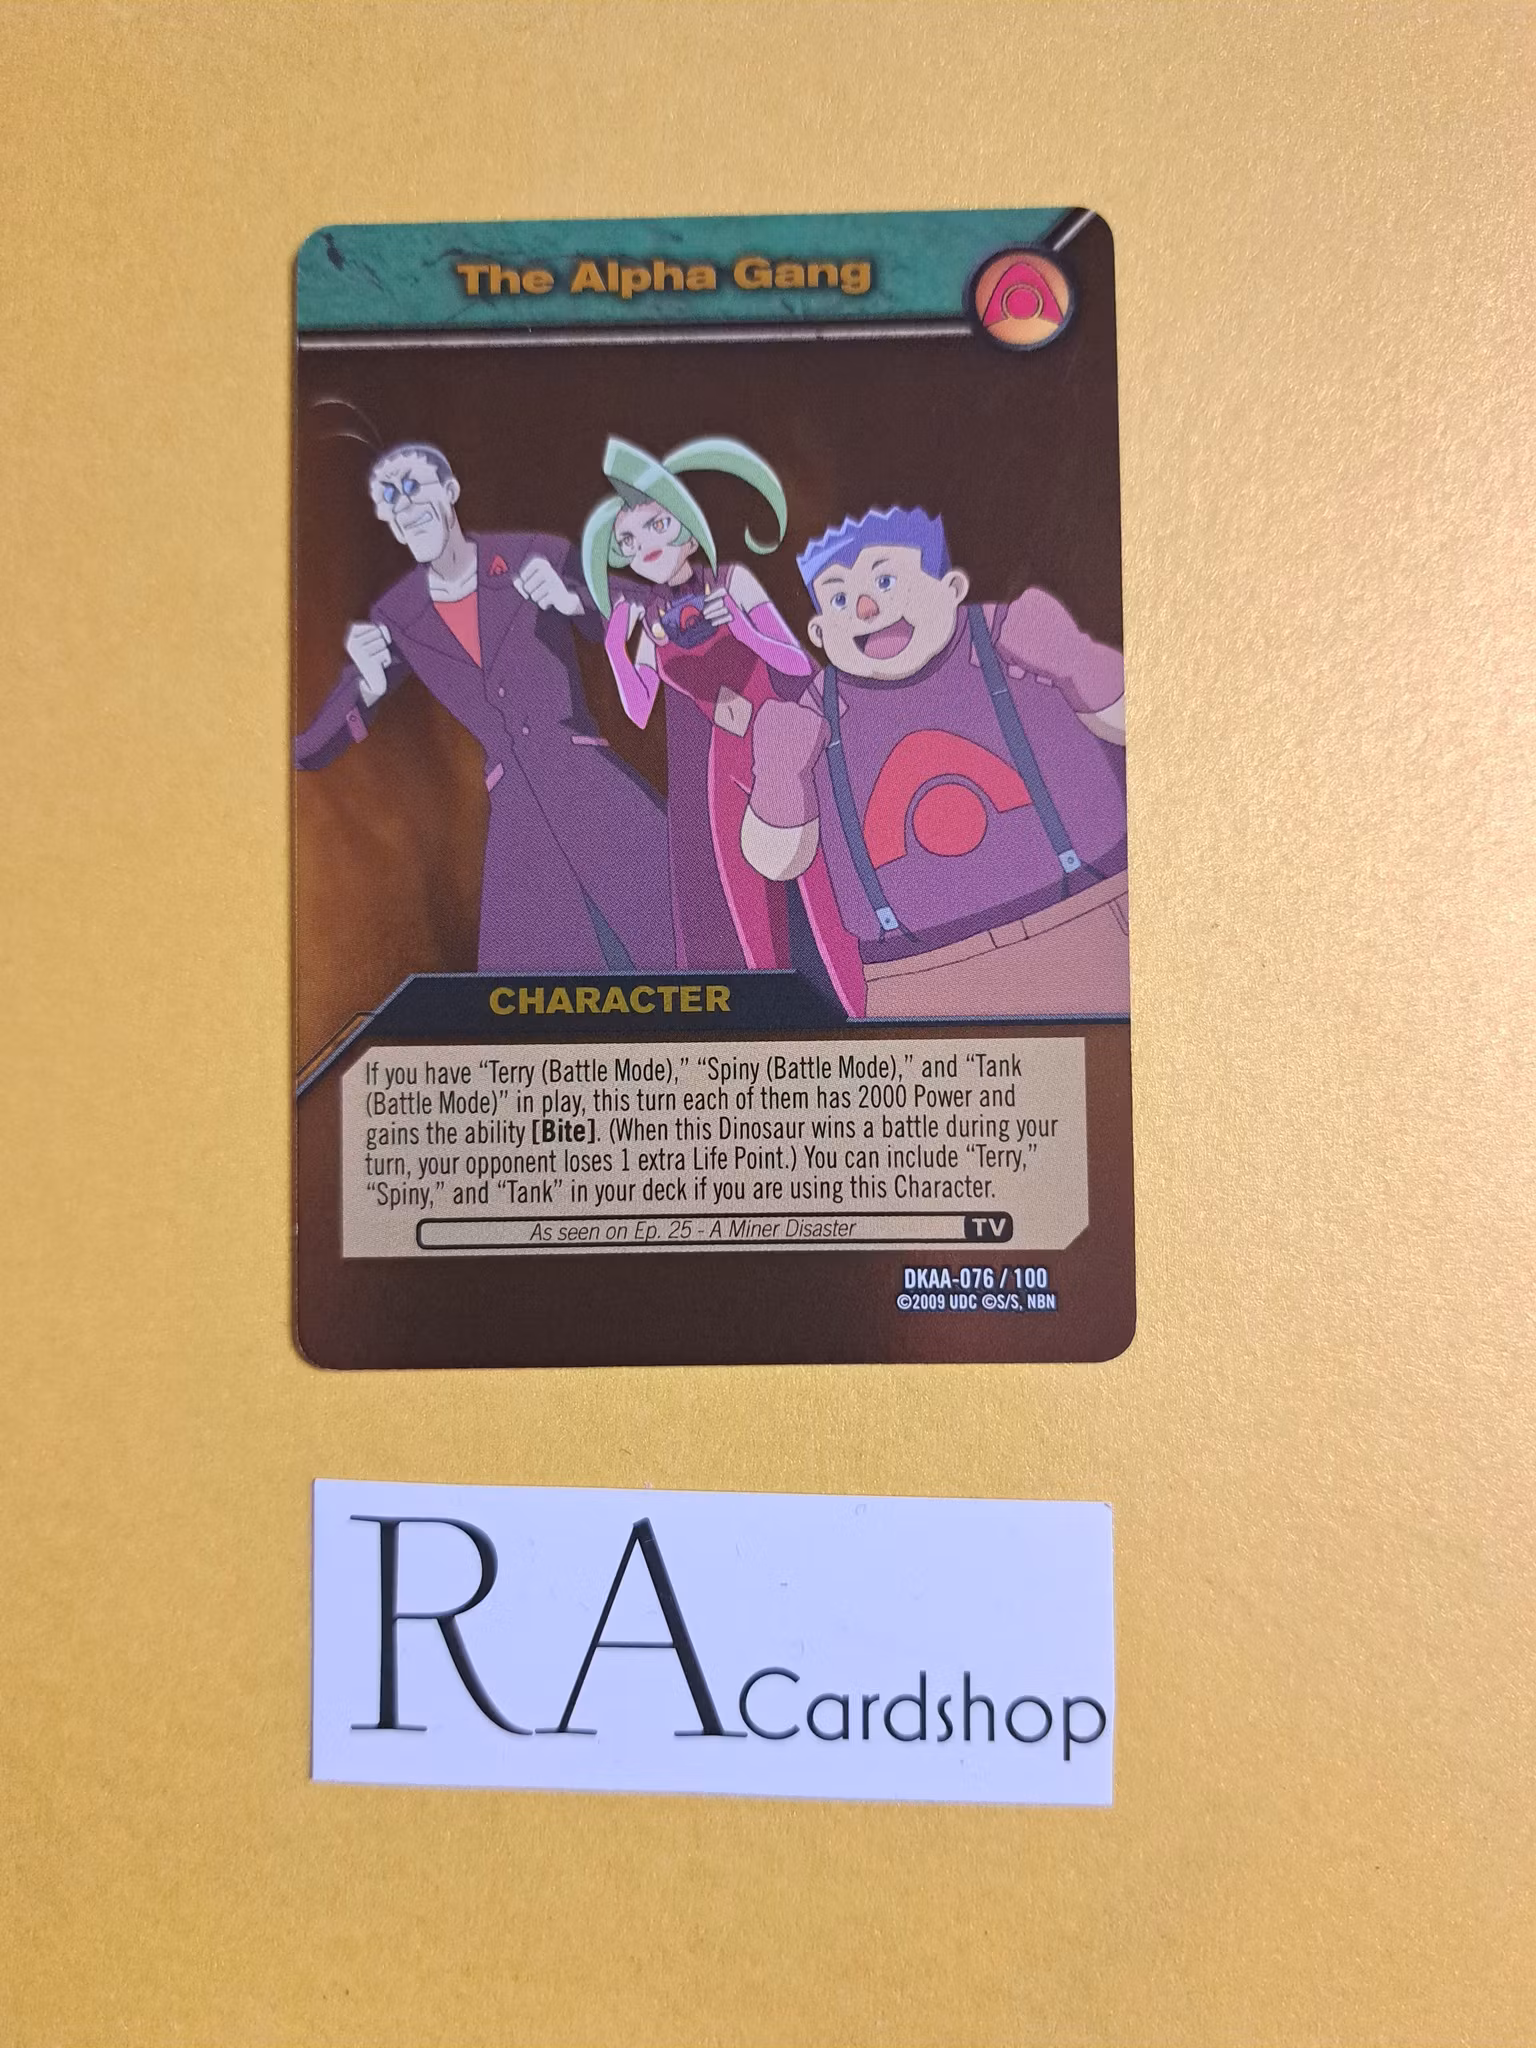 The Alpha Gang
CHARACTER
If you have “Terry (Battle Mode),” “Spiny (Battle Mode),” and “Tank
(Battle Mode)” in play, this turn each of them has 2000 Power and
gains the ability [Bite]. (When this Dinosaur wins a battle during your
turn, your opponent loses 1 extra Life Point.) You can include “Terry,”
“Spiny,” and “Tank” in your deck if you are using this Character.
As seen on Ep. 25 - A Miner Disaster TV
DKAA-076 / 100
©2009 UDC ©S/S, NBN
RA Cardshop